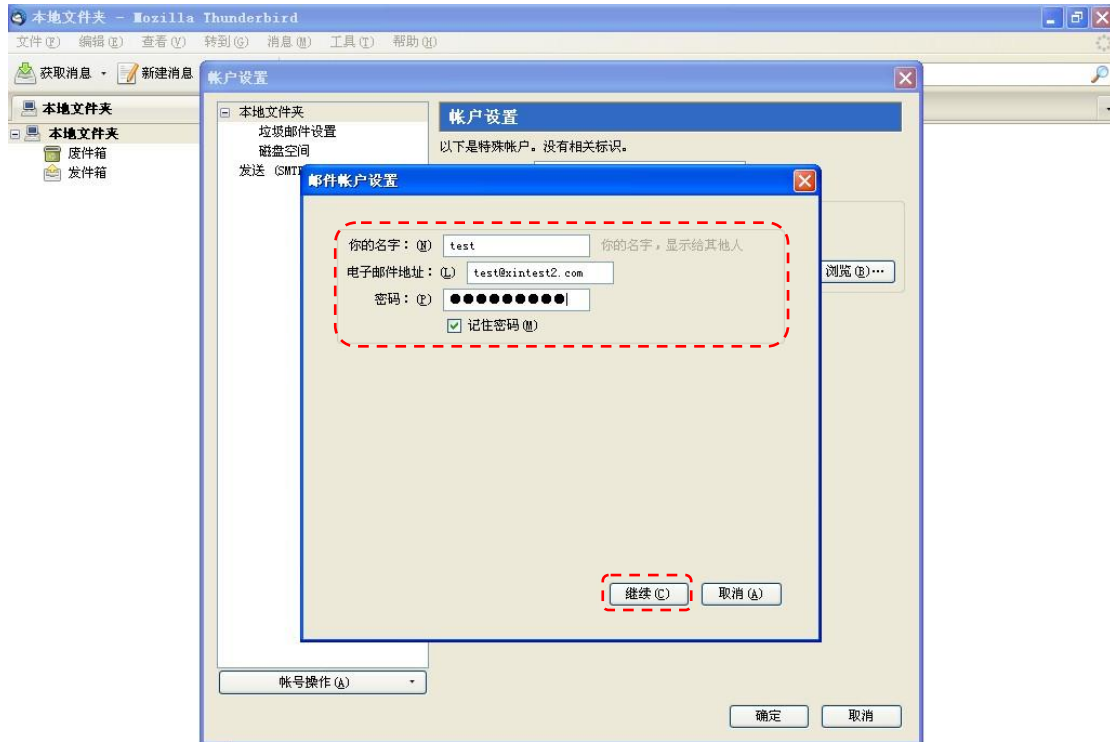 本地文件夹 - Mozilla Thunderbird
文件(F) 编辑(E) 查看(V) 转到(G) 消息(M) 工具(T) 帮助(H)
获取消息 新建消息
帐户设置
本地文件夹
本地文件夹
废件箱
发件箱
本地文件夹
垃圾邮件设置
磁盘空间
发送 (SMT
帐户设置
以下是特殊帐户。没有相关标识。
浏览(B)…
邮件帐户设置
你的名字：(N) test 你的名字，显示给其他人
电子邮件地址：(L) test@xintest2.com
密码：(P) ●●●●●●●●●
记住密码(M)
继续(C) 取消(A)
帐号操作(A)
确定 取消